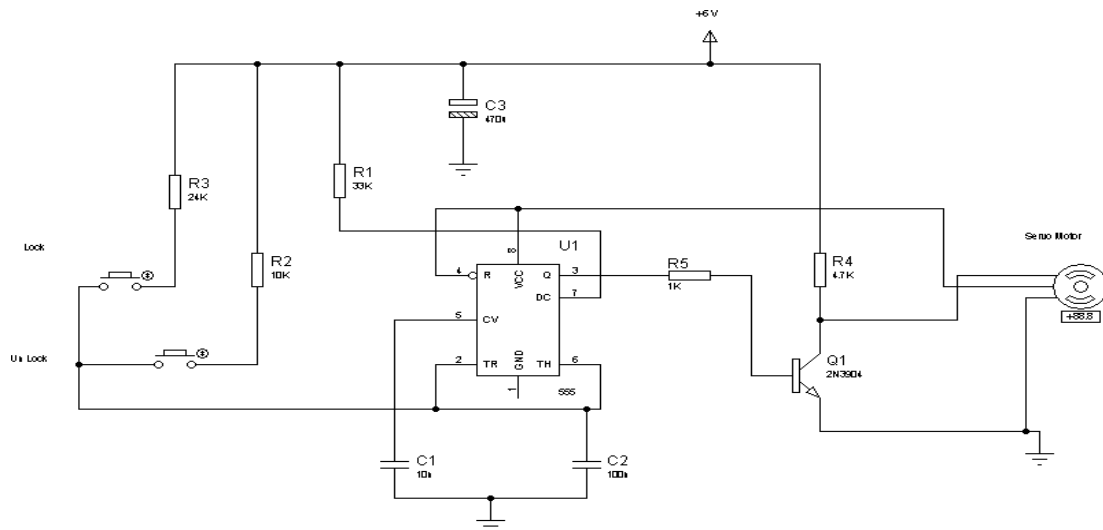 +6V
C3
470n
R1
33K
R3
24K
U1
Lock
Servo Motor
R2
10K
R4
4.7K
R5
1K
8
4
R
VCC
Q
3
DC
7
+88.8
5
CV
Un Lock
2
TR
GND
TH
6
Q1
2N3904
1
555
C1
10n
C2
100n